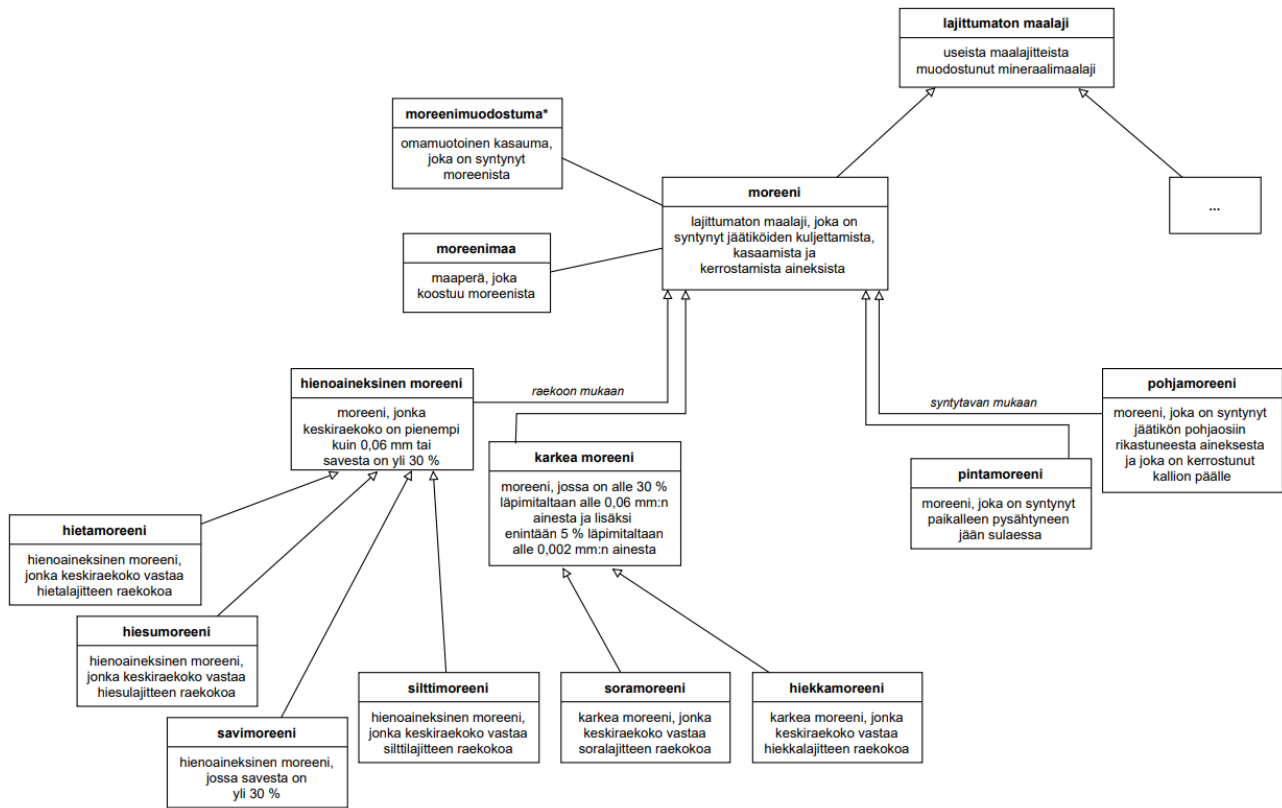 lajittumaton maalaji
useista maalajitteista
muodostunut mineraalimaalaji
moreenimuodostuma*
omamuotoinen kasauma,
joka on syntynyt
moreenista
moreeni
lajittumaton maalaji, joka on
syntynyt jäätiköiden kuljettamista,
kasaamista ja
kerrostamista aineksista
...
moreenimaa
maaperä, joka
koostuu moreenista
hienoaineksinen moreeni
moreeni, jonka
keskiraekoko on pienempi
kuin 0,06 mm tai
savesta on yli 30 %
raekoon mukaan
syntytavan mukaan
pohjamoreeni
moreeni, joka on syntynyt
jäätikön pohjaosiin
rikastuneesta aineksesta
ja joka on kerrostunut
kallion päälle
karkea moreeni
moreeni, jossa on alle 30 %
läpimitaltaan alle 0,06 mm:n
ainesta ja lisäksi
enintään 5 % läpimitaltaan
alle 0,002 mm:n ainesta
pintamoreeni
moreeni, joka on syntynyt
paikalleen pysähtyneen
jään sulaessa
hietamoreeni
hienoaineksinen moreeni,
jonka keskiraekoko vastaa
hietalajitteen raekokoa
hiesumoreeni
hienoaineksinen moreeni,
jonka keskiraekoko vastaa
hiesulajitteen raekokoa
savimoreeni
hienoaineksinen moreeni,
jossa savesta on
yli 30 %
silttimoreeni
hienoaineksinen moreeni,
jonka keskiraekoko vastaa
silttilajitteen raekokoa
soramoreeni
karkea moreeni, jonka
keskiraekoko vastaa
soralajitteen raekokoa
hiekkamoreeni
karkea moreeni, jonka
keskiraekoko vastaa
hiekkalajitteen raekokoa